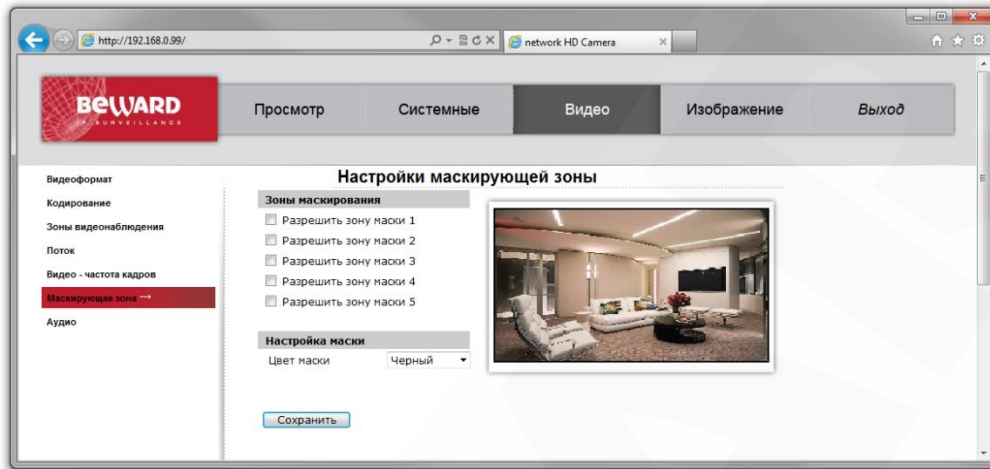 http://192.168.0.99/
network HD Camera
BEWARD
IP SURVEILLANCE
Просмотр
Системные
Видео
Изображение
Выход
Видеоформат
Кодирование
Зоны видеонаблюдения
Поток
Видео - частота кадров
Маскирующая зона →
Аудио
Настройки маскирующей зоны
Зоны маскирования
Разрешить зону маски 1
Разрешить зону маски 2
Разрешить зону маски 3
Разрешить зону маски 4
Разрешить зону маски 5
Настройка маски
Цвет маски Черный
Сохранить